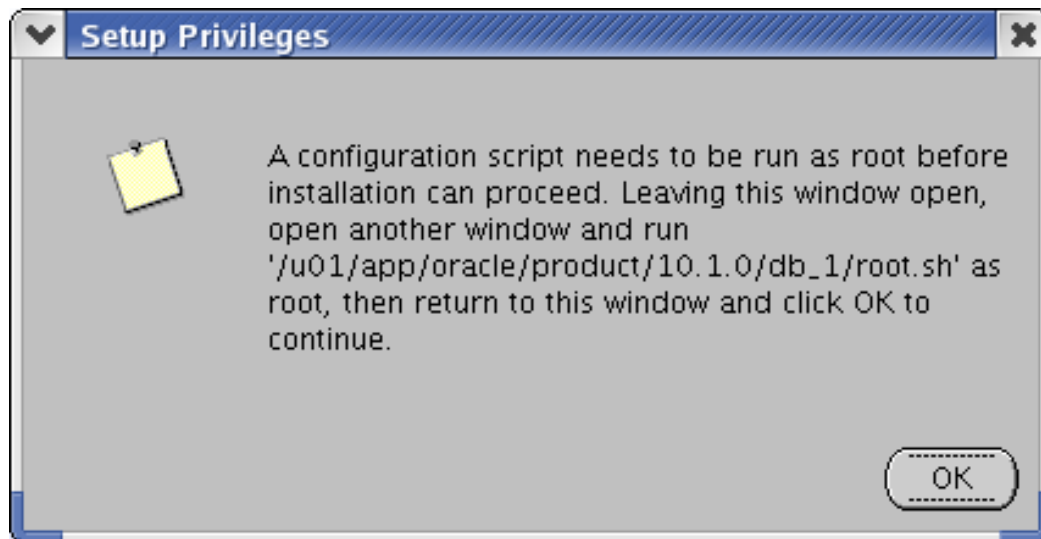 Setup Privileges
A configuration script needs to be run as root before
installation can proceed. Leaving this window open,
open another window and run
'/u01/app/oracle/product/10.1.0/db_1/root.sh' as
root, then return to this window and click OK to
continue.
OK